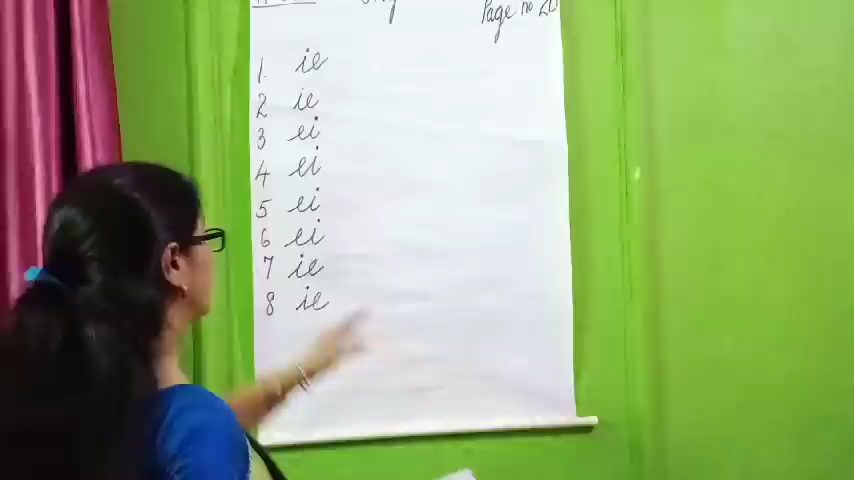 Page no 20
1. ie
2 ie
3 ei
4 ei
5 ei
6 ei
7 ie
8 ie